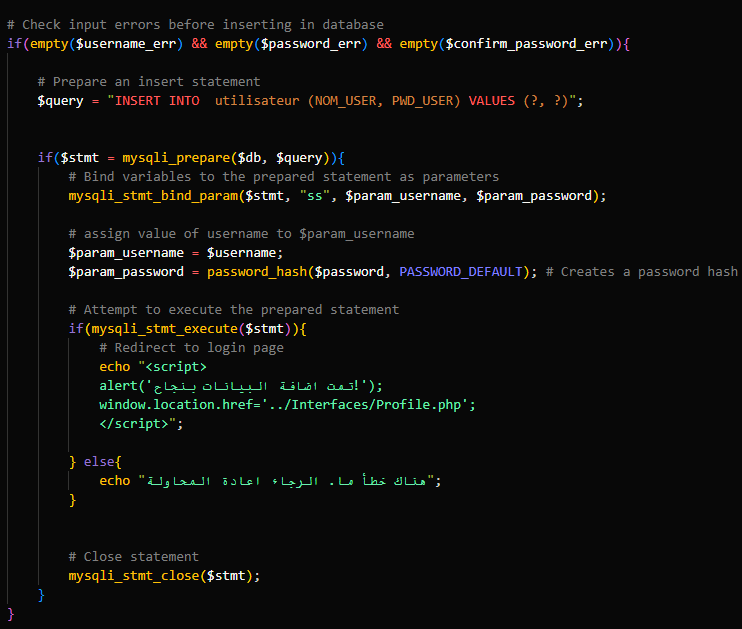 # Check input errors before inserting in database
if(empty($username_err) && empty($password_err) && empty($confirm_password_err)){
# Prepare an insert statement
$query = "INSERT INTO  utilisateur (NOM_USER, PWD_USER) VALUES (?, ?)";
if($stmt = mysqli_prepare($db, $query)){
# Bind variables to the prepared statement as parameters
mysqli_stmt_bind_param($stmt, "ss", $param_username, $param_password);
# assign value of username to $param_username
$param_username = $username;
$param_password = password_hash($password, PASSWORD_DEFAULT); # Creates a password hash
# Attempt to execute the prepared statement
if(mysqli_stmt_execute($stmt)){
# Redirect to login page
echo "<script>
alert('تمت اضافة البيانات بنجاح!');
window.location.href='../Interfaces/Profile.php';
</script>";
} else{
echo "هناك خطأ ما. الرجاء اعادة المحاولة";
}
# Close statement
mysqli_stmt_close($stmt);
}
}